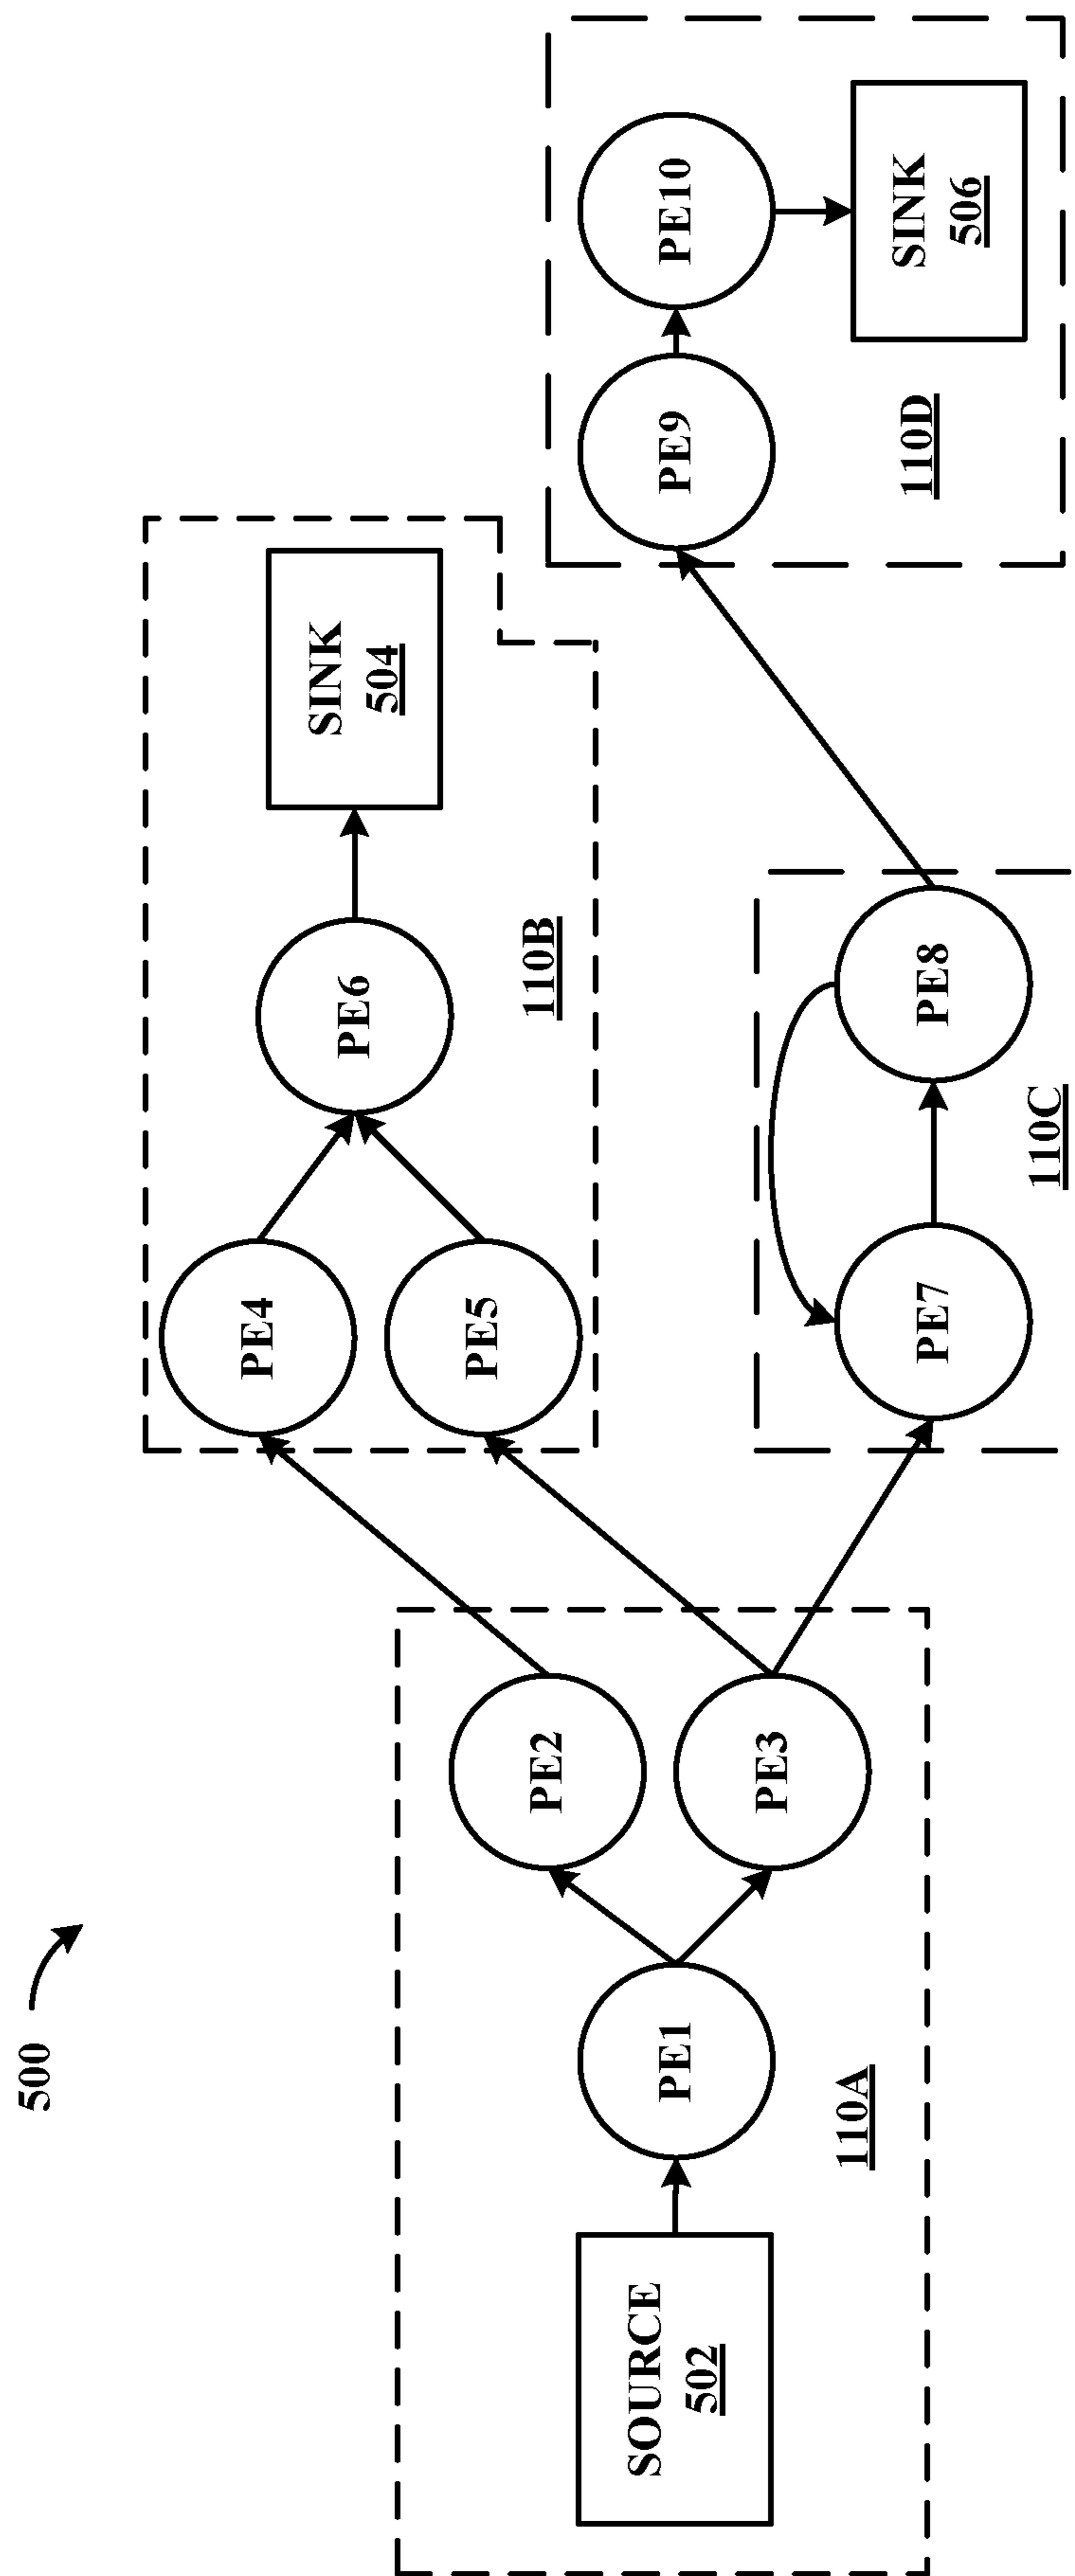 500
SOURCE
502
PE1
110A
PE2
PE3
PE4
PE5
PE6
SINK
504
110B
PE7
PE8
110C
PE9
PE10
SINK
506
110D